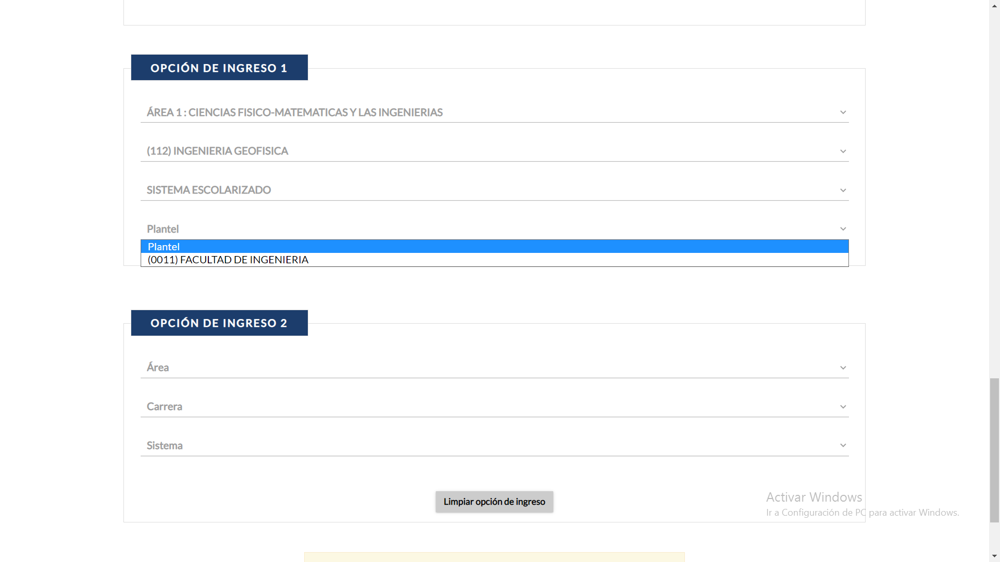 OPCIÓN DE INGRESO 1
ÁREA 1 : CIENCIAS FISICO-MATEMATICAS Y LAS INGENIERIAS
(112) INGENIERIA GEOFISICA
SISTEMA ESCOLARIZADO
Plantel
Plantel
(0011) FACULTAD DE INGENIERIA
OPCIÓN DE INGRESO 2
Área
Carrera
Sistema
Limpiar opción de ingreso
Activar Windows
Ir a Configuración de PC para activar Windows.